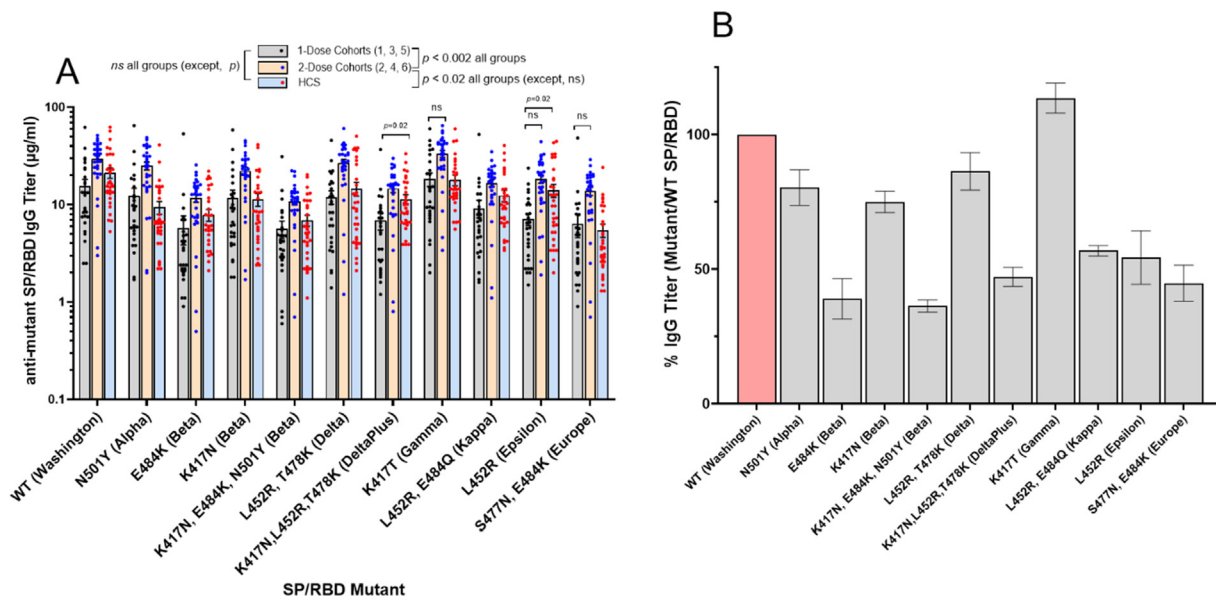 A
ns all groups (except, p)
1-Dose Cohorts (1, 3, 5)
2-Dose Cohorts (2, 4, 6)
HCS
p < 0.002 all groups
p < 0.02 all groups (except, ns)
anti-mutant SP/RBD IgG Titer (µg/ml)
100
10
1
0.1
p=0.02
ns
p=0.02
ns
ns
WT (Washington)
N501Y (Alpha)
E484K (Beta)
K417N (Beta)
K417N, E484K, N501Y (Beta)
L452R, T478K (Delta)
K417N,L452R,T478K (DeltaPlus)
K417T (Gamma)
L452R, E484Q (Kappa)
L452R (Epsilon)
S477N, E484K (Europe)
SP/RBD Mutant
B
% IgG Titer (Mutant/WT SP/RBD)
100
50
0
WT (Washington)
N501Y (Alpha)
E484K (Beta)
K417N (Beta)
K417N, E484K, N501Y (Beta)
L452R, T478K (Delta)
K417N,L452R,T478K (DeltaPlus)
K417T (Gamma)
L452R, E484Q (Kappa)
L452R (Epsilon)
S477N, E484K (Europe)